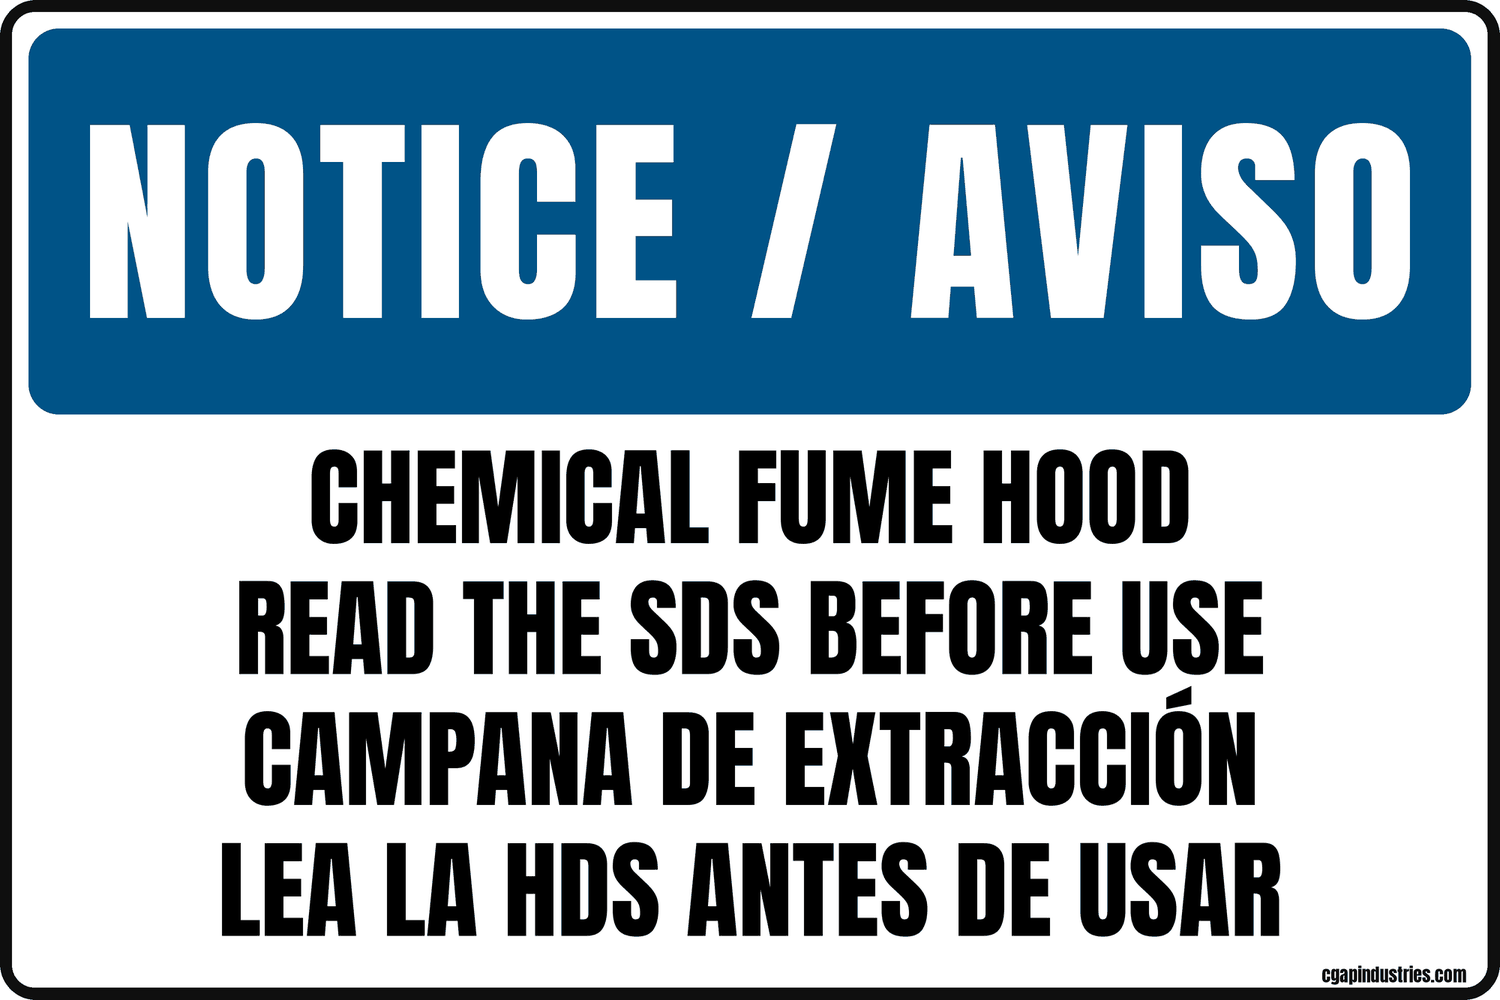 NOTICE / AVISO
CHEMICAL FUME HOOD
READ THE SDS BEFORE USE
CAMPANA DE EXTRACCIÓN
LEA LA HDS ANTES DE USAR
cgapindustries.com